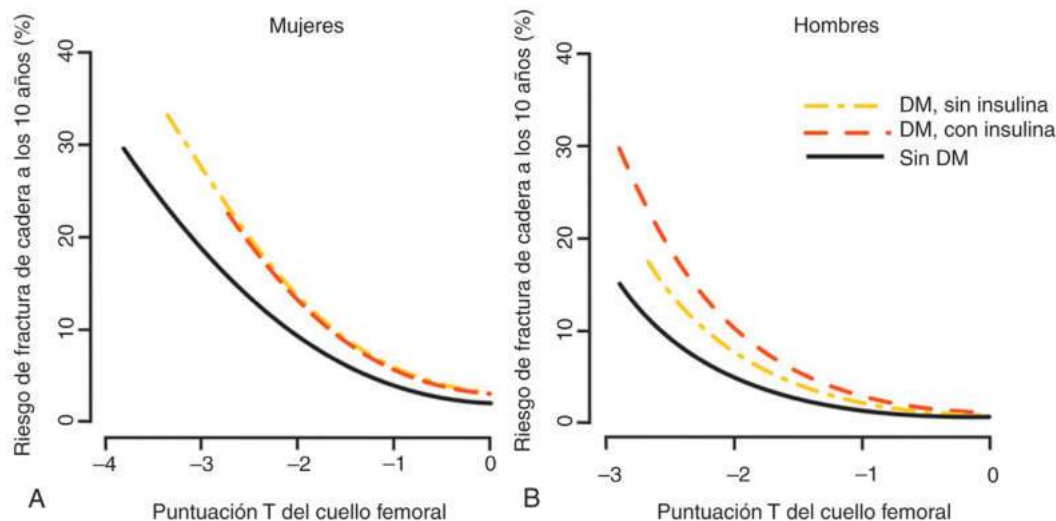 Mujeres
Riesgo de fractura de cadera a los 10 años (%)
40
30
20
10
0
−4
−3
−2
−1
0
A
Puntuación T del cuello femoral
Hombres
Riesgo de fractura de cadera a los 10 años (%)
40
30
20
10
0
DM, sin insulina
DM, con insulina
Sin DM
−3
−2
−1
0
B
Puntuación T del cuello femoral